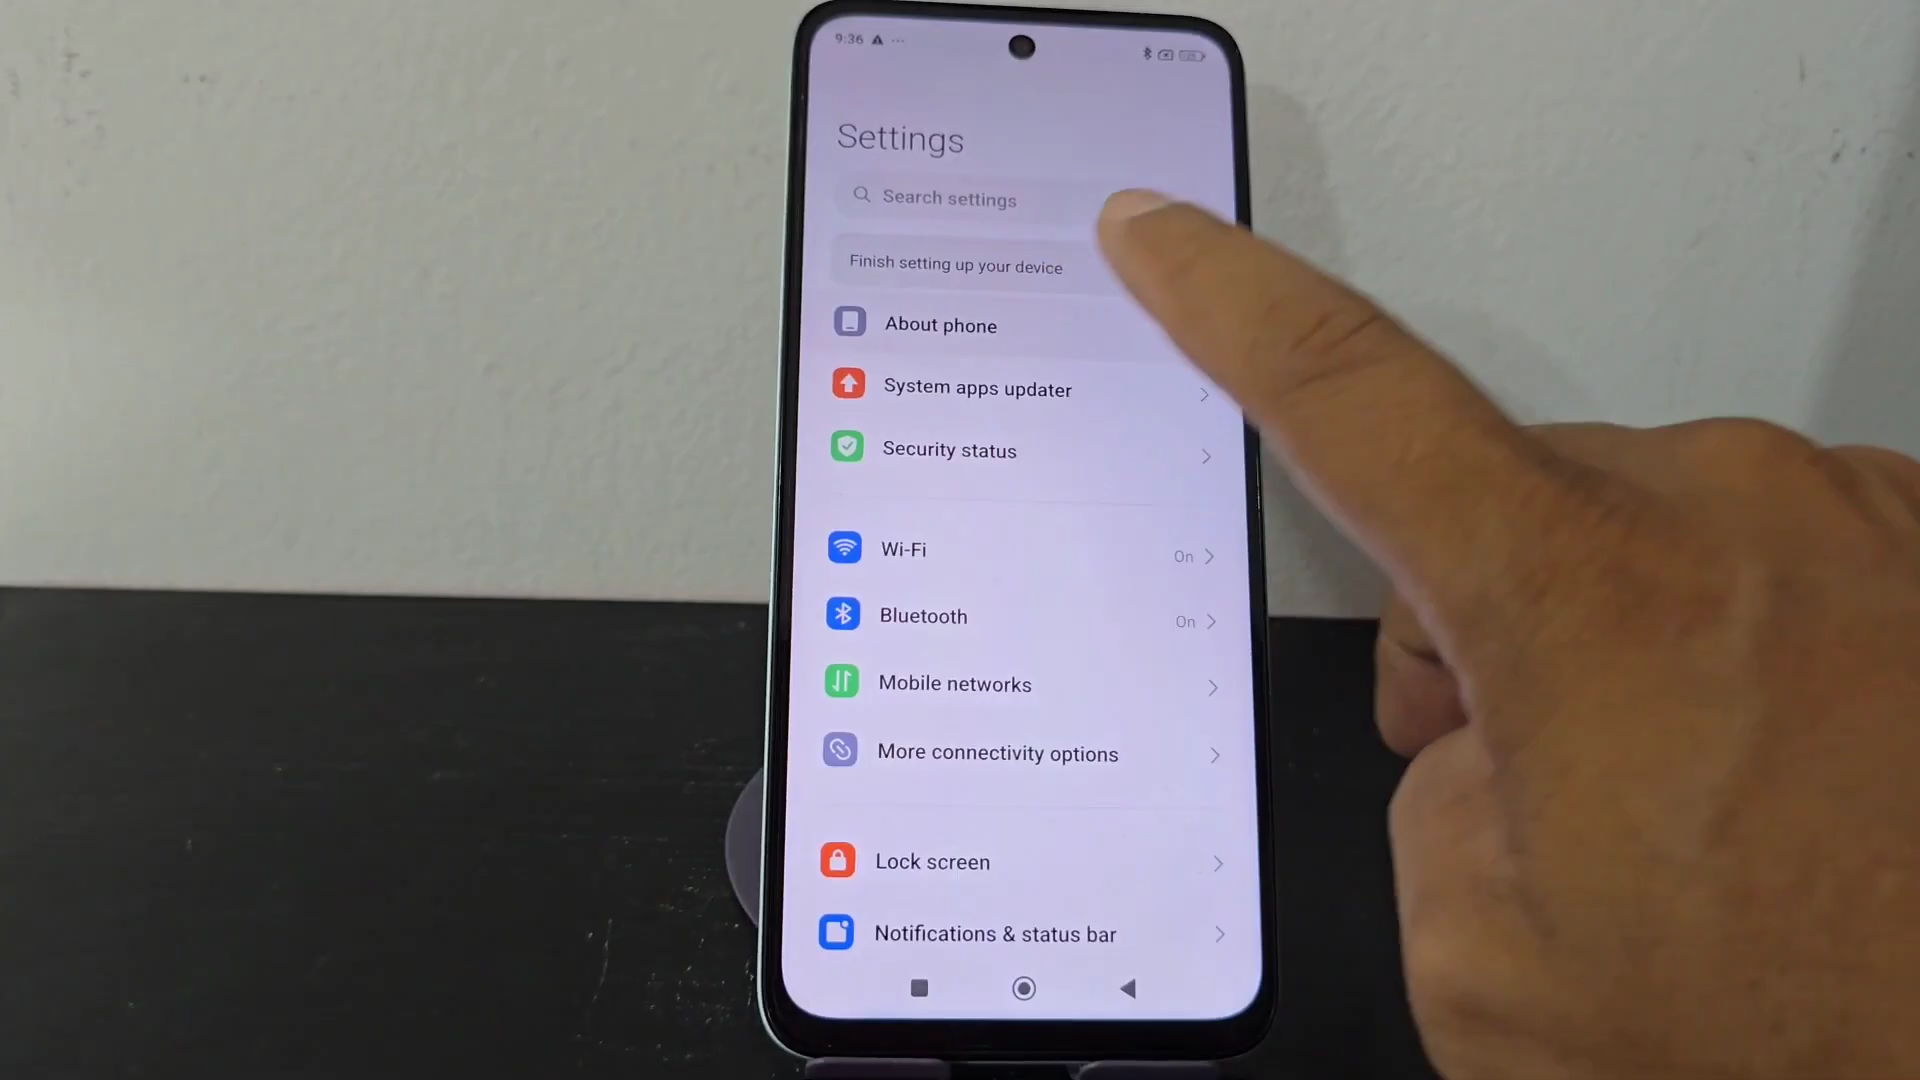 9:36
Settings
Search settings
Finish setting up your device
About phone
System apps updater
Security status
Wi-Fi On
Bluetooth On
Mobile networks
More connectivity options
Lock screen
Notifications & status bar